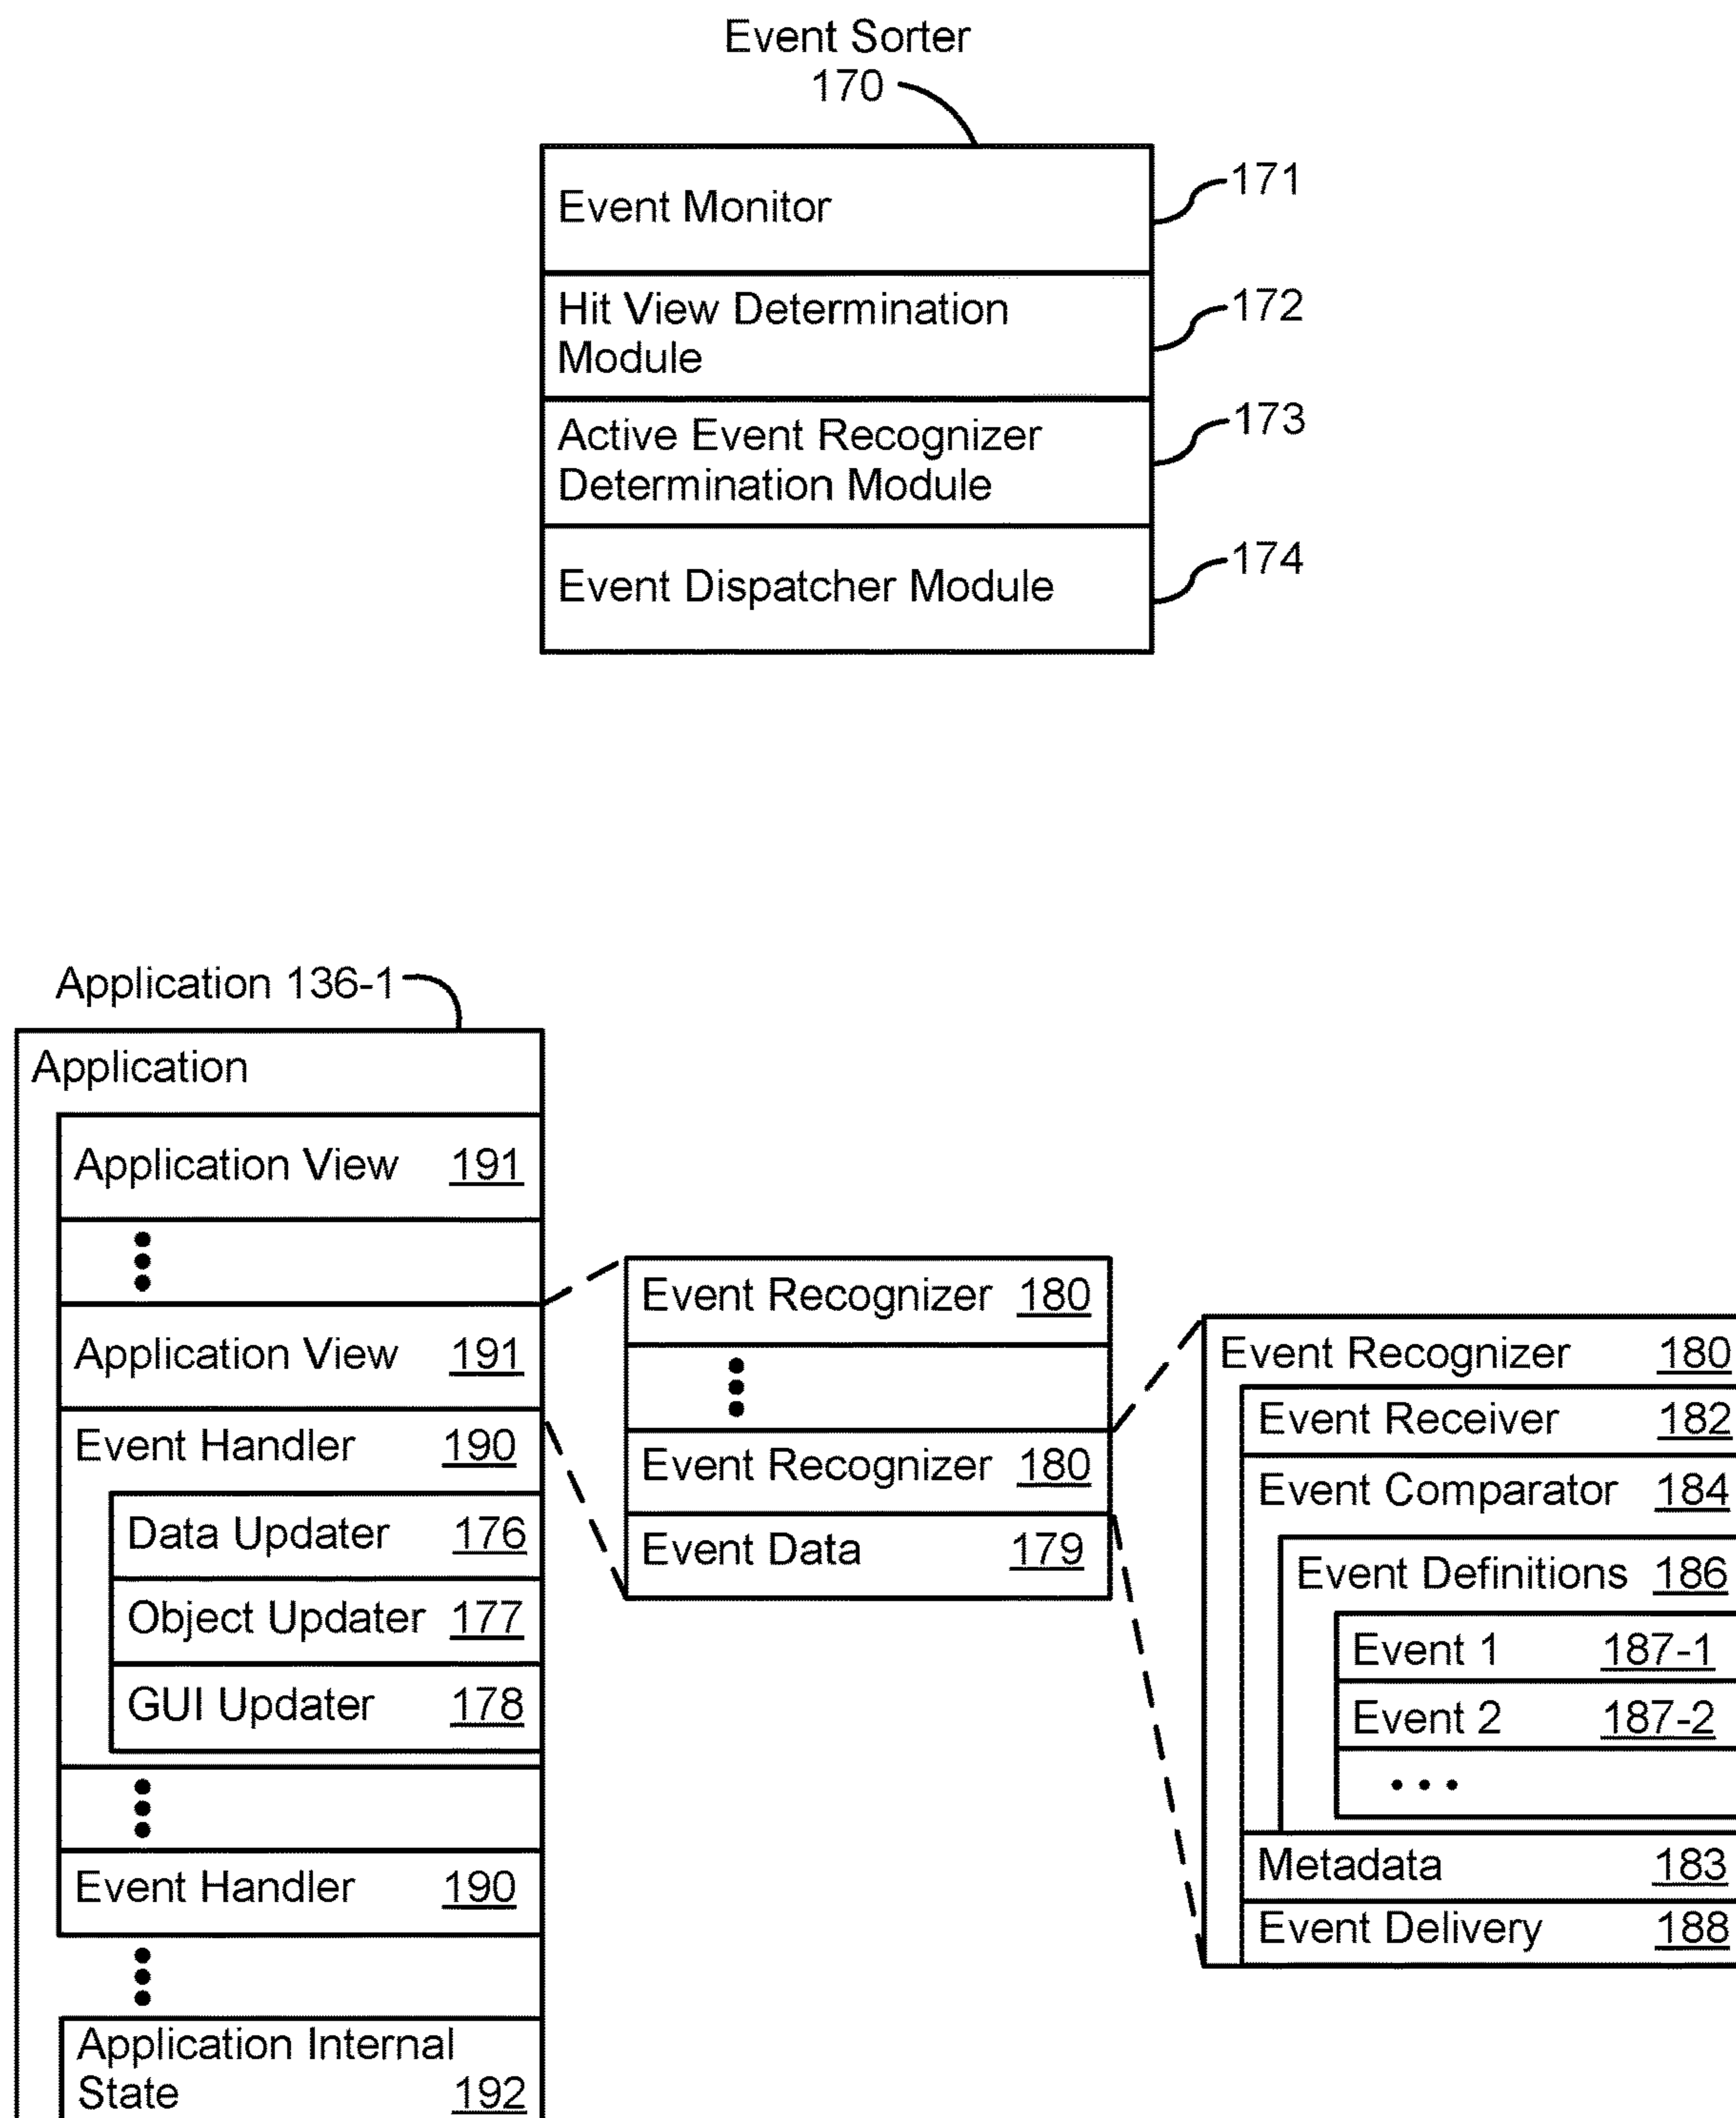 Event Sorter
170
Event Monitor
171
Hit View Determination
Module
172
Active Event Recognizer
Determination Module
173
Event Dispatcher Module
174
Application 136-1
Application
Application View 191
Application View 191
Event Handler 190
Data Updater 176
Object Updater 177
GUI Updater 178
Event Handler 190
Application Internal
State 192
Event Recognizer 180
Event Recognizer 180
Event Data 179
Event Recognizer 180
Event Receiver 182
Event Comparator 184
Event Definitions 186
Event 1 187-1
Event 2 187-2
Metadata 183
Event Delivery 188